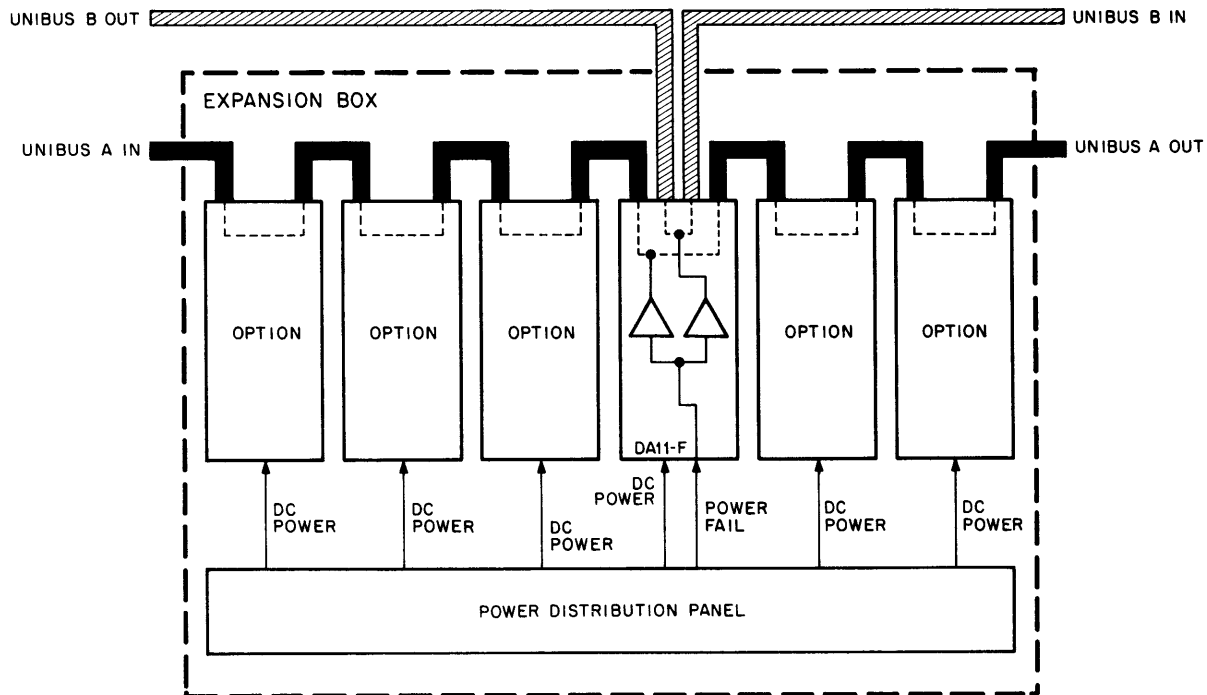 UNIBUS B OUT
UNIBUS B IN
EXPANSION BOX
UNIBUS A IN
UNIBUS A OUT
OPTION
OPTION
OPTION
OPTION
OPTION
DA11-F
DC
POWER
DC
POWER
DC
POWER
DC
POWER
POWER
FAIL
DC
POWER
DC
POWER
POWER DISTRIBUTION PANEL